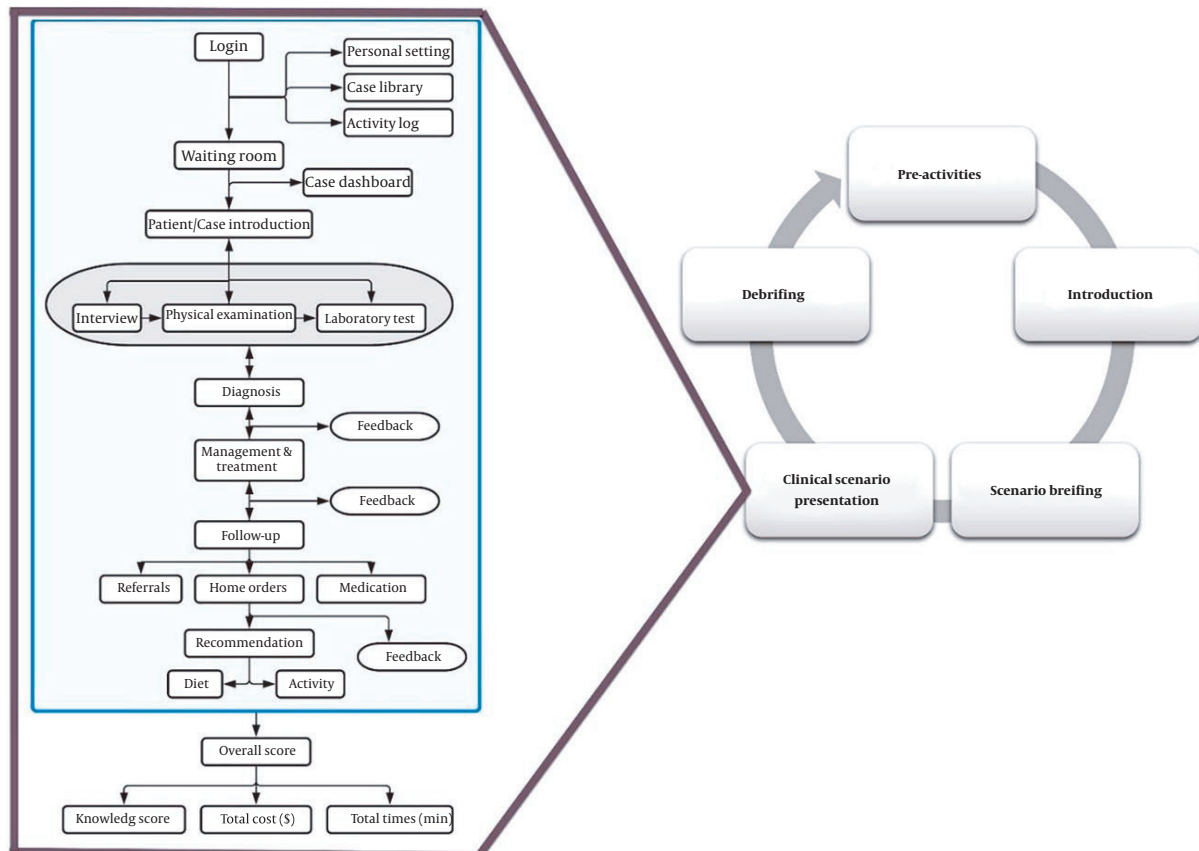 Login
Personal setting
Case library
Activity log
Waiting room
Case dashboard
Patient/Case introduction
Interview
Physical examination
Laboratory test
Diagnosis
Feedback
Management &
treatment
Feedback
Follow-up
Referrals
Home orders
Medication
Recommendation
Feedback
Diet
Activity
Overall score
Knowledg score
Total cost ($)
Total times (min)
Pre-activities
Debrifing
Introduction
Clinical scenario
presentation
Scenario breifing